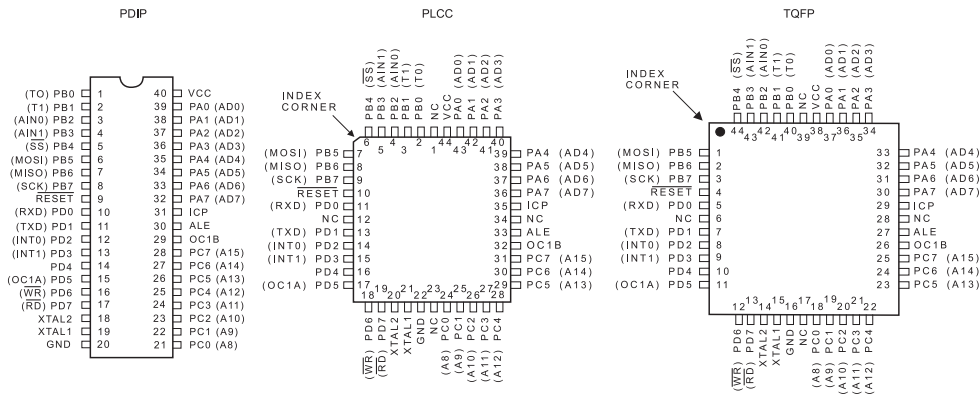 PDIP
(TO) PB0 1 40 VCC
(T1) PB1 2 39 PA0 (AD0)
(AIN0) PB2 3 38 PA1 (AD1)
(AIN1) PB3 4 37 PA2 (AD2)
(SS) PB4 5 36 PA3 (AD3)
(MOSI) PB5 6 35 PA4 (AD4)
(MISO) PB6 7 34 PA5 (AD5)
(SCK) PB7 8 33 PA6 (AD6)
RESET 9 32 PA7 (AD7)
(RXD) PD0 10 31 ICP
(TXD) PD1 11 30 ALE
(INT0) PD2 12 29 OC1B
(INT1) PD3 13 28 PC7 (A15)
PD4 14 27 PC6 (A14)
(OC1A) PD5 15 26 PC5 (A13)
(WR) PD6 16 25 PC4 (A12)
(RD) PD7 17 24 PC3 (A11)
XTAL2 18 23 PC2 (A10)
XTAL1 19 22 PC1 (A9)
GND 20 21 PC0 (A8)
PLCC
INDEX
CORNER
PB4 (SS)
PB3 (AIN1)
PB2 (AIN0)
PB1 (T1)
PB0 (T0)
NC
VCC
PA0 (AD0)
PA1 (AD1)
PA2 (AD2)
PA3 (AD3)
6 5 4 3 2 1 44 43 42 41 40
(MOSI) PB5 7 39 PA4 (AD4)
(MISO) PB6 8 38 PA5 (AD5)
(SCK) PB7 9 37 PA6 (AD6)
RESET 10 36 PA7 (AD7)
(RXD) PD0 11 35 ICP
NC 12 34 NC
(TXD) PD1 13 33 ALE
(INT0) PD2 14 32 OC1B
(INT1) PD3 15 31 PC7 (A15)
PD4 16 30 PC6 (A14)
(OC1A) PD5 17 29 PC5 (A13)
18 19 20 21 22 23 24 25 26 27 28
(WR) PD6
(RD) PD7
XTAL2
XTAL1
GND
NC
(A8) PC0
(A9) PC1
(A10) PC2
(A11) PC3
(A12) PC4
TQFP
INDEX
CORNER
PB4 (SS)
PB3 (AIN1)
PB2 (AIN0)
PB1 (T1)
PB0 (T0)
NC
VCC
PA0 (AD0)
PA1 (AD1)
PA2 (AD2)
PA3 (AD3)
44 43 42 41 40 39 38 37 36 35 34
(MOSI) PB5 1 33 PA4 (AD4)
(MISO) PB6 2 32 PA5 (AD5)
(SCK) PB7 3 31 PA6 (AD6)
RESET 4 30 PA7 (AD7)
(RXD) PD0 5 29 ICP
NC 6 28 NC
(TXD) PD1 7 27 ALE
(INT0) PD2 8 26 OC1B
(INT1) PD3 9 25 PC7 (A15)
PD4 10 24 PC6 (A14)
(OC1A) PD5 11 23 PC5 (A13)
12 13 14 15 16 17 18 19 20 21 22
(WR) PD6
(RD) PD7
XTAL2
XTAL1
GND
NC
(A8) PC0
(A9) PC1
(A10) PC2
(A11) PC3
(A12) PC4